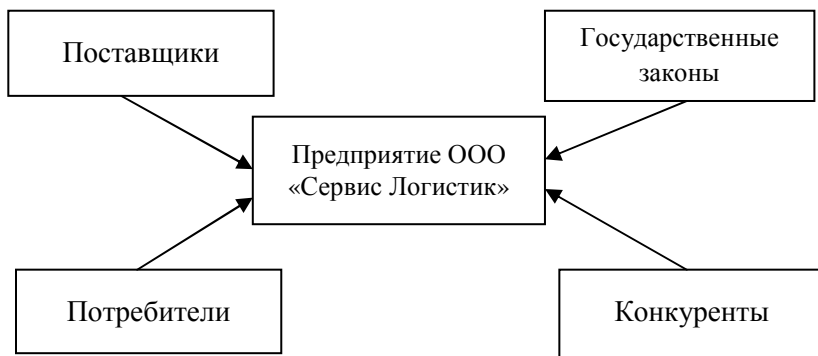 Поставщики
Государственные
законы
Предприятие ООО
«Сервис Логистик»
Потребители
Конкуренты